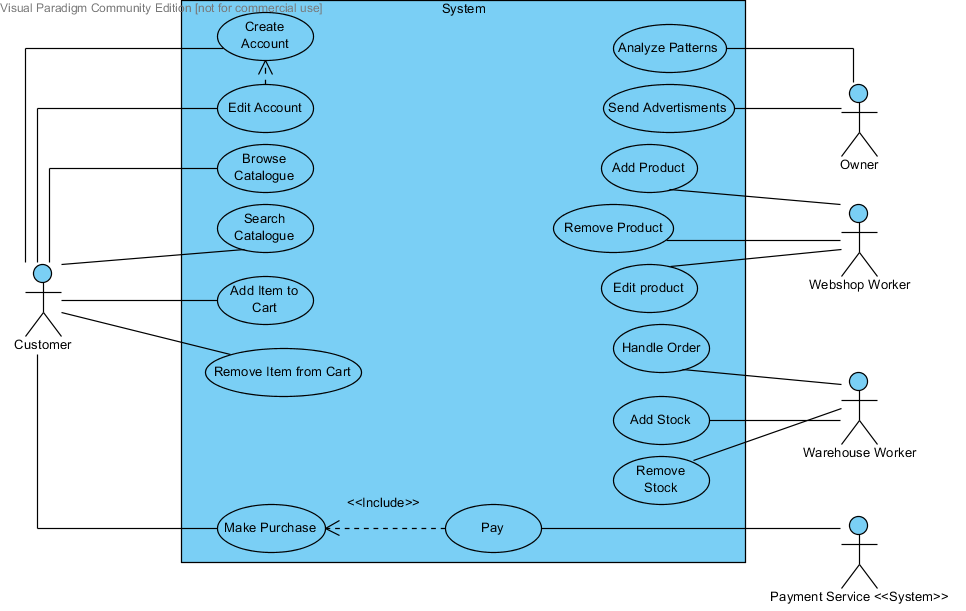 Visual Paradigm Community Edition [not for commercial use]
System
Create
Account
Analyze Patterns
Edit Account
Send Advertisments
Browse
Catalogue
Add Product
Owner
Search
Catalogue
Remove Product
Webshop Worker
Add Item to
Cart
Edit product
Customer
Handle Order
Remove Item from Cart
Add Stock
Warehouse Worker
Remove
Stock
<<Include>>
Make Purchase
Pay
Payment Service <<System>>